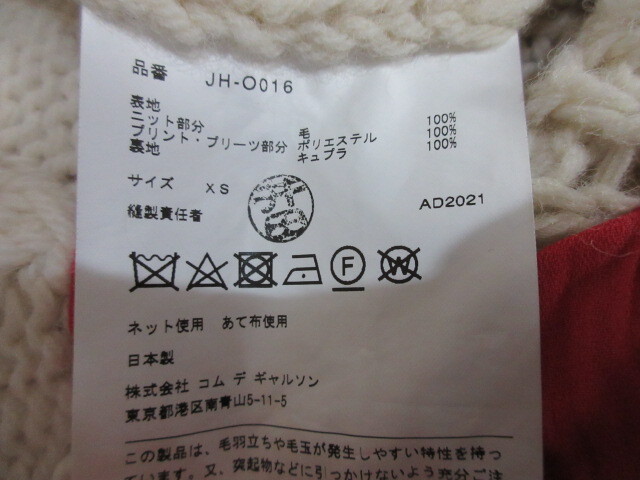 品番 JH-O016
表地
ニット部分 毛 100%
プリント・プリーツ部分 ポリエステル 100%
裏地 キュプラ 100%
サイズ XS
縫製責任者
AD2021
F W
ネット使用 あて布使用
日本製
株式会社 コム デ ギャルソン
東京都港区南青山5-11-5
この製品は、毛羽立ちや毛玉が発生しやすい特性を持っ
ています。又、突起物などに引っかけないよう充分ご注